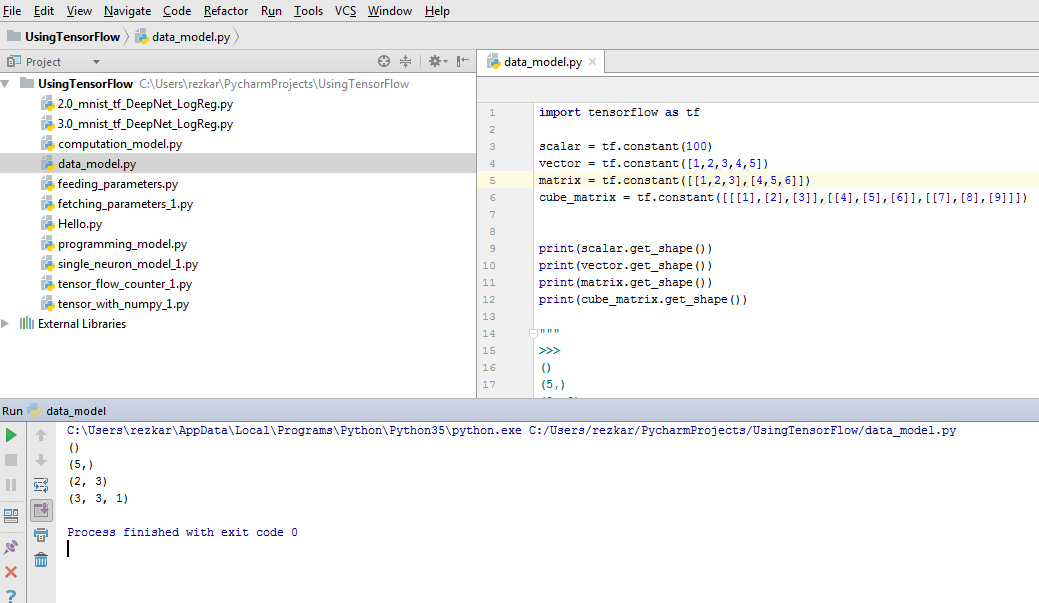 File Edit View Navigate Code Refactor Run Tools VCS Window Help
UsingTensorFlow data_model.py
Project
UsingTensorFlow C:\Users\rezkar\PycharmProjects\UsingTensorFlow
2.0_mnist_tf_DeepNet_LogReg.py
3.0_mnist_tf_DeepNet_LogReg.py
computation_model.py
data_model.py
feeding_parameters.py
fetching_parameters_1.py
Hello.py
programming_model.py
single_neuron_model_1.py
tensor_flow_counter_1.py
tensor_with_numpy_1.py
External Libraries
data_model.py
1 import tensorflow as tf
2
3 scalar = tf.constant(100)
4 vector = tf.constant([1,2,3,4,5])
5 matrix = tf.constant([[1,2,3],[4,5,6]])
6 cube_matrix = tf.constant([[[1],[2],[3]],[[4],[5],[6]],[[7],[8],[9]]])
7
8
9 print(scalar.get_shape())
10 print(vector.get_shape())
11 print(matrix.get_shape())
12 print(cube_matrix.get_shape())
13
14 """
15 >>>
16 ()
17 (5,)
Run data_model
C:\Users\rezkar\AppData\Local\Programs\Python\Python35\python.exe C:/Users/rezkar/PycharmProjects/UsingTensorFlow/data_model.py
()
(5,)
(2, 3)
(3, 3, 1)
Process finished with exit code 0